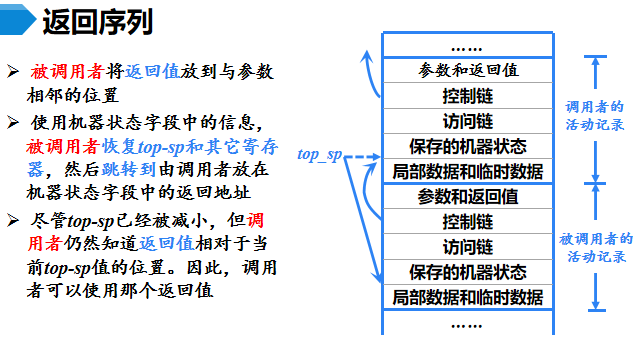 返回序列
➢ 被调用者将返回值放到与参数
相邻的位置
➢ 使用机器状态字段中的信息，
被调用者恢复top-sp和其它寄存
器，然后跳转到由调用者放在
机器状态字段中的返回地址
➢ 尽管top-sp已经被减小，但调
用者仍然知道返回值相对于当
前top-sp值的位置。因此，调用
者可以使用那个返回值
top_sp
……
参数和返回值
控制链
访问链
保存的机器状态
局部数据和临时数据
参数和返回值
控制链
访问链
保存的机器状态
局部数据和临时数据
……
调用者的
活动记录
被调用者的
活动记录